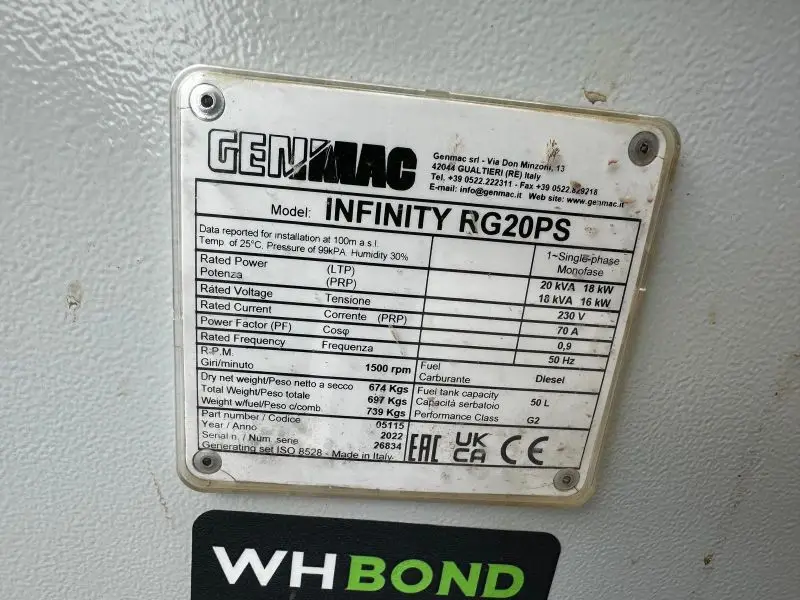 GENMAC
Genmac srl - Via Don Minzoni, 13
42044 GUALTIERI (RE) Italy
Tel. +39 0522.222311 - Fax +39 0522.829218
E-mail: info@genmac.it Web site: www.genmac.it
Model: INFINITY RG20PS
Data reported for installation at 100m a.s.l.
Temp. of 25°C, Pressure of 99kPA. Humidity 30%
1~Single-phase
Monofase
Rated Power (LTP) 20 kVA 18 kW
Potenza (PRP) 18 kVA 16 kW
Rated Voltage Tensione 230 V
Rated Current Corrente (PRP) 70 A
Power Factor (PF) Cosφ 0,9
Rated Frequency Frequenza 50 Hz
R.P.M.
Giri/minuto 1500 rpm
Fuel
Carburante Diesel
Dry net weight/Peso netto a secco 674 Kgs
Total Weight/Peso totale 697 Kgs
Weight w/fuel/Peso c/comb. 739 Kgs
Fuel tank capacity
Capacità serbatoio 50 L
Performance Class G2
Part number / Codice 05115
Year / Anno 2022
Serial n. / Num. serie 26834
Generating set ISO 8528 - Made in Italy
EAC UK CA CE
WHBOND